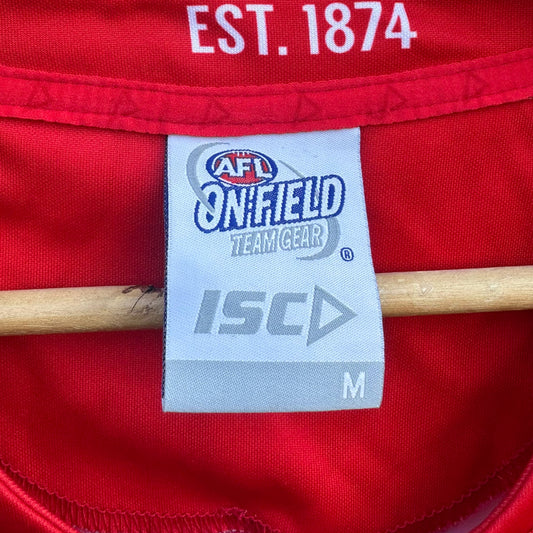 EST. 1874
AFL
ON·FIELD
TEAM GEAR
®
ISC
M